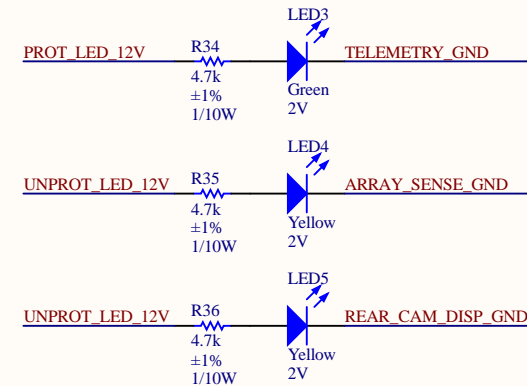 LED3
PROT_LED_12V R34 TELEMETRY_GND
4.7k
±1%
1/10W
Green
2V
LED4
UNPROT_LED_12V R35 ARRAY_SENSE_GND
4.7k
±1%
1/10W
Yellow
2V
LED5
UNPROT_LED_12V R36 REAR_CAM_DISP_GND
4.7k
±1%
1/10W
Yellow
2V